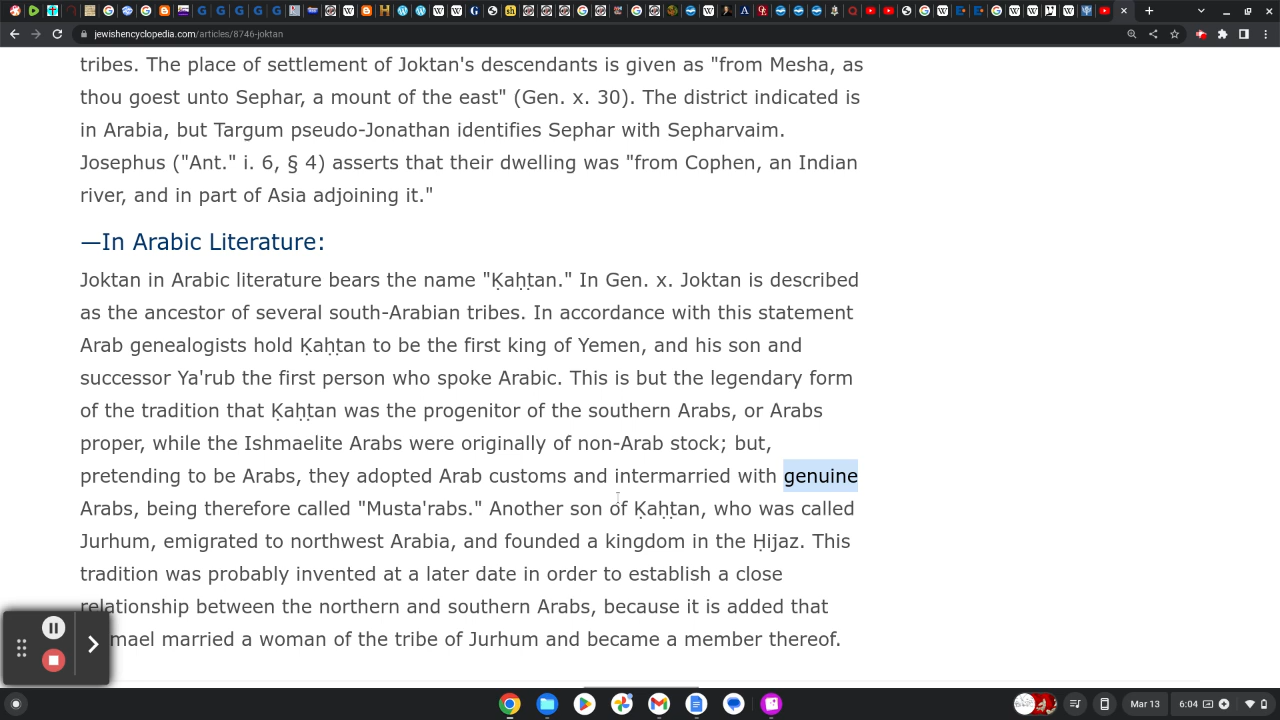 jewishencyclopedia.com/articles/8746-joktan
tribes. The place of settlement of Joktan's descendants is given as "from Mesha, as
thou goest unto Sephar, a mount of the east" (Gen. x. 30). The district indicated is
in Arabia, but Targum pseudo-Jonathan identifies Sephar with Sepharvaim.
Josephus ("Ant." i. 6, § 4) asserts that their dwelling was "from Cophen, an Indian
river, and in part of Asia adjoining it."
—In Arabic Literature:
Joktan in Arabic literature bears the name "Ḳaḥṭan." In Gen. x. Joktan is described
as the ancestor of several south-Arabian tribes. In accordance with this statement
Arab genealogists hold Ḳaḥṭan to be the first king of Yemen, and his son and
successor Ya'rub the first person who spoke Arabic. This is but the legendary form
of the tradition that Ḳaḥṭan was the progenitor of the southern Arabs, or Arabs
proper, while the Ishmaelite Arabs were originally of non-Arab stock; but,
pretending to be Arabs, they adopted Arab customs and intermarried with genuine
Arabs, being therefore called "Musta'rabs." Another son of Ḳaḥṭan, who was called
Jurhum, emigrated to northwest Arabia, and founded a kingdom in the Ḥijaz. This
tradition was probably invented at a later date in order to establish a close
relationship between the northern and southern Arabs, because it is added that
mael married a woman of the tribe of Jurhum and became a member thereof.
Mar 13 6:04